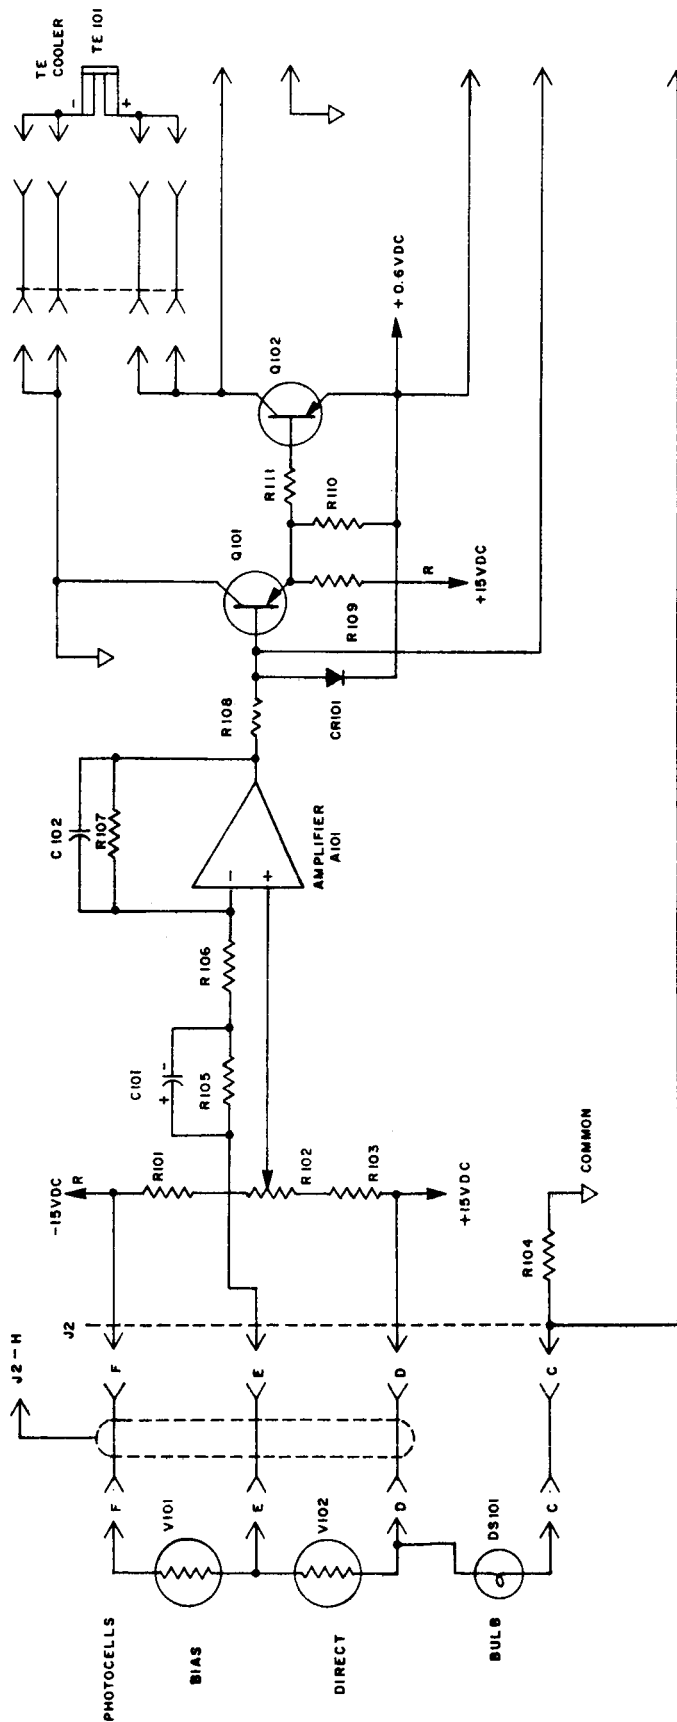 TE
COOLER
TE 101
-
+
+0.6VDC
Q102
R111
R110
Q101
R109
R
+15VDC
CR101
R108
C102
R107
AMPLIFIER
A101
-
+
R106
C101
+
-
R105
R101
R102
R103
-15VDC
R
+15VDC
R104
COMMON
J2
J2-H
F
E
D
C
F
E
D
C
V101
V102
DS101
PHOTOCELLS
BIAS
DIRECT
BULB